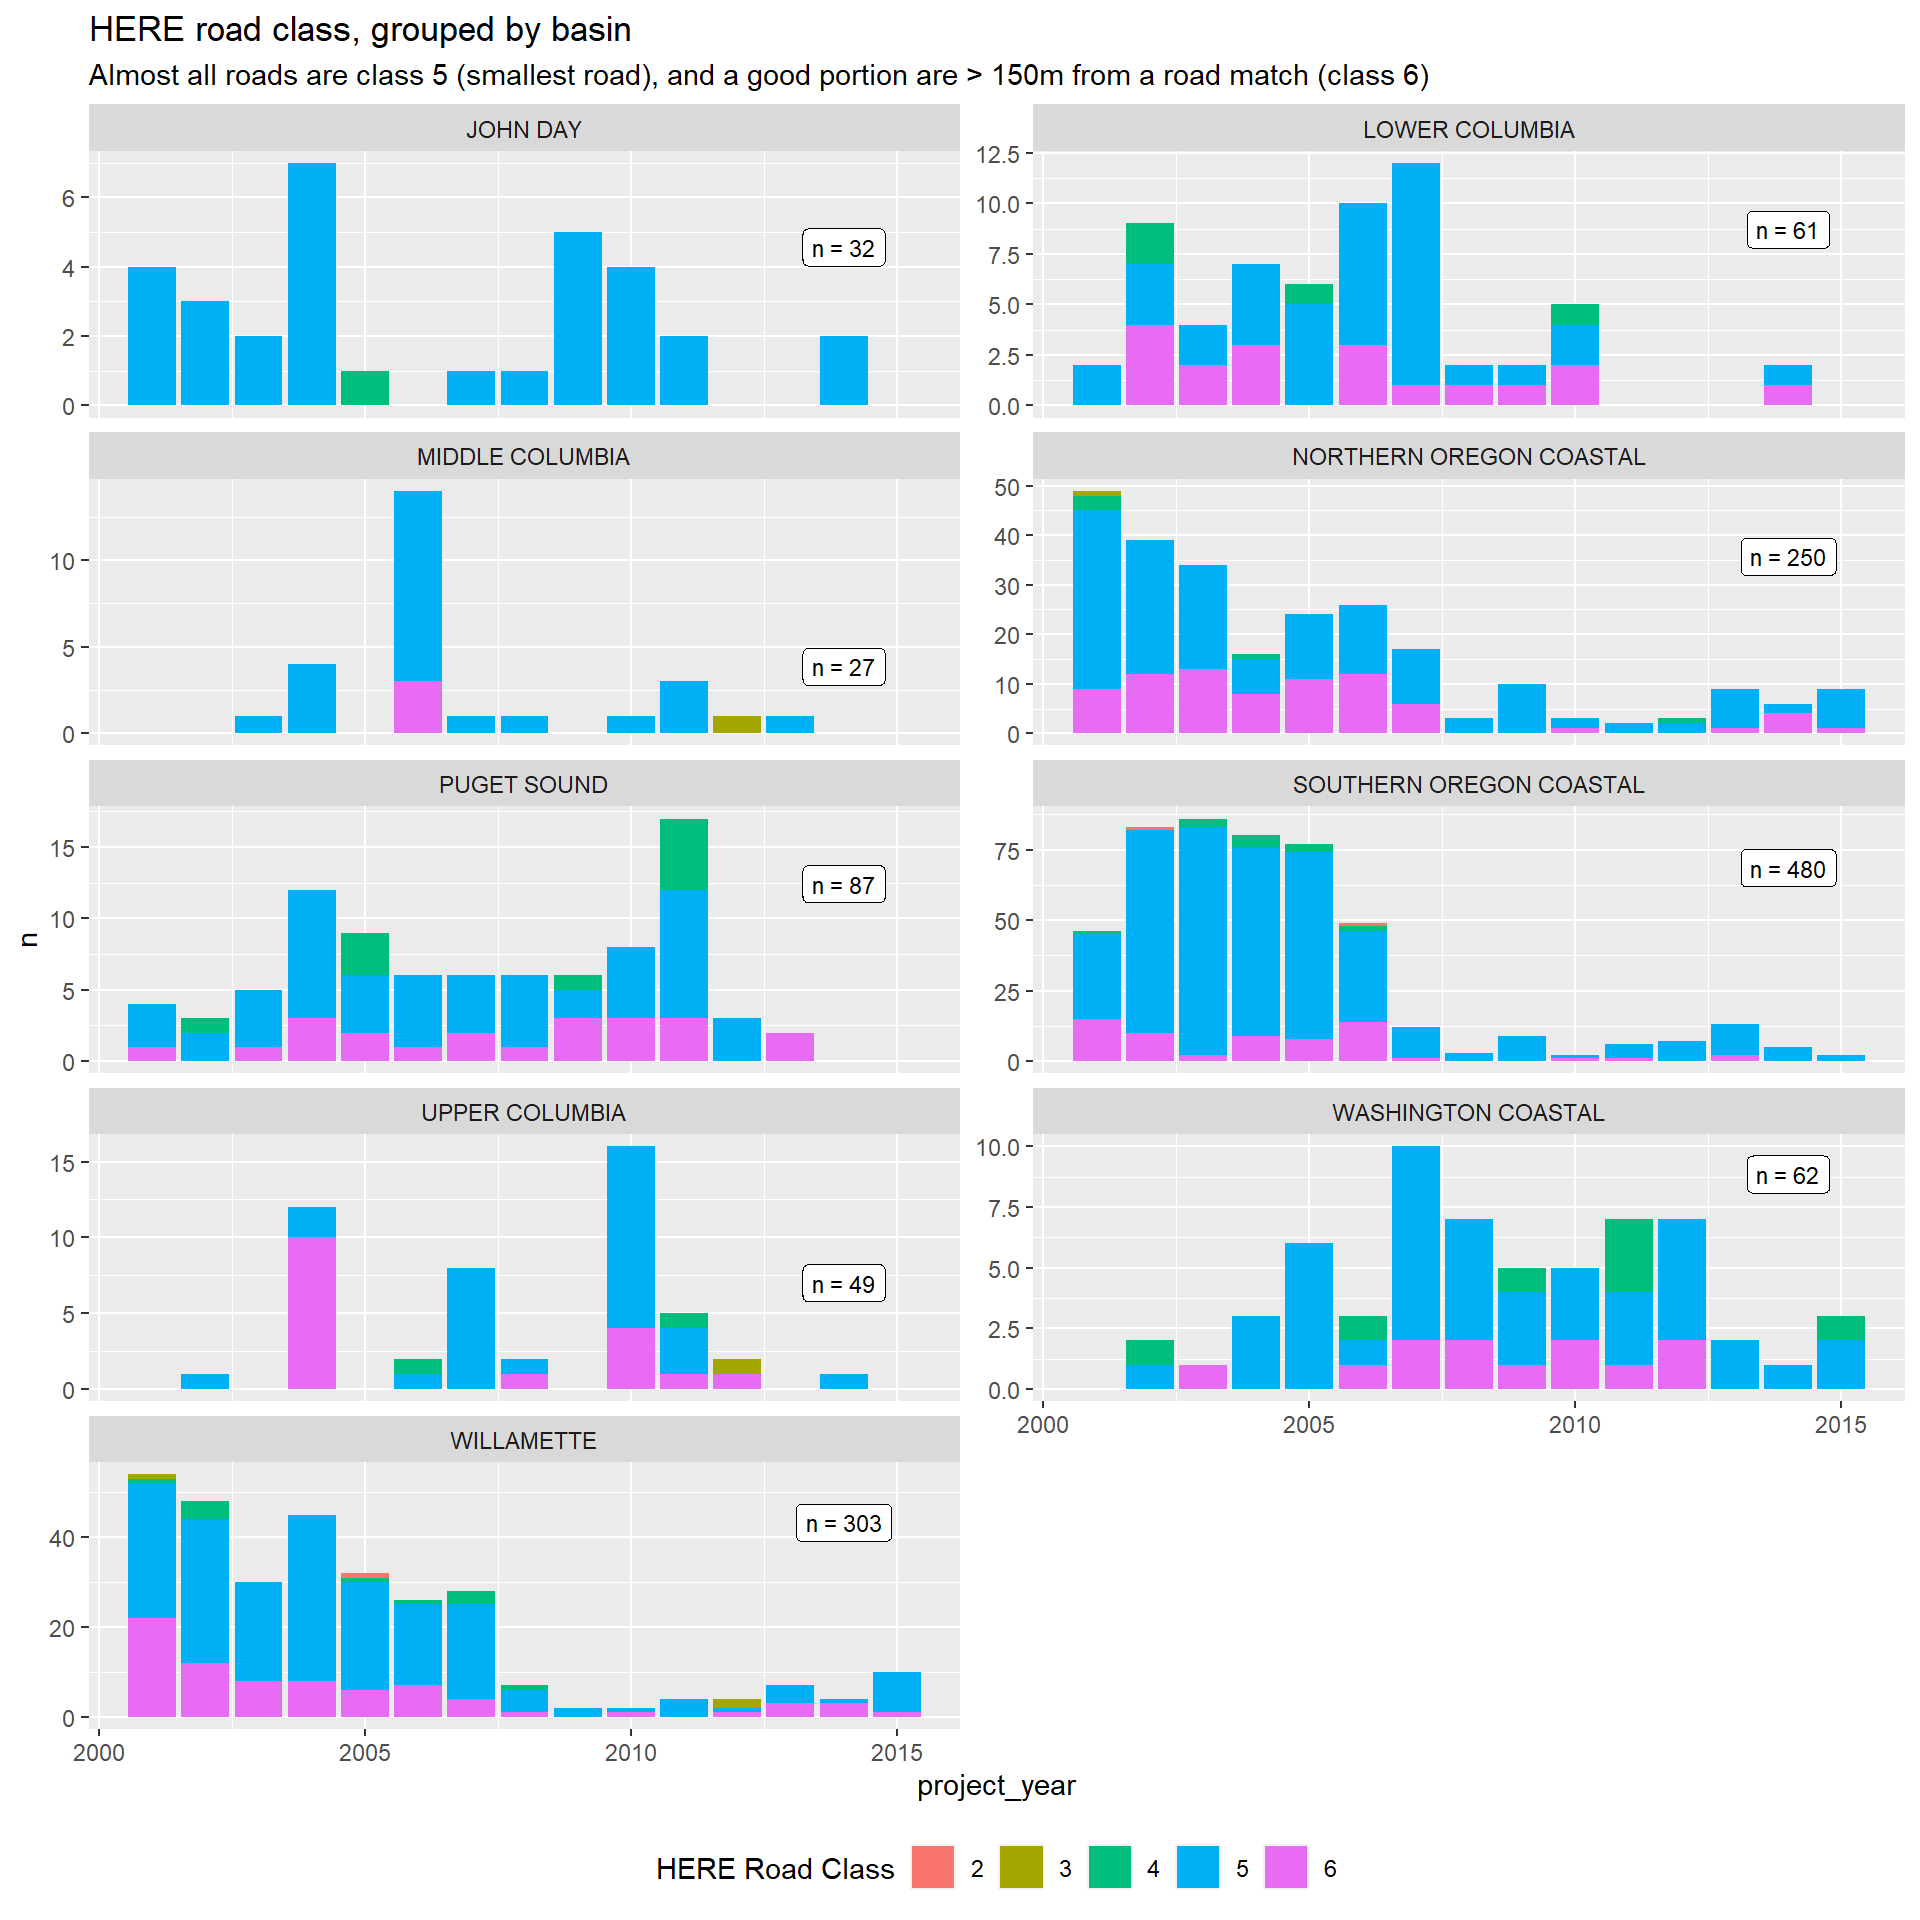 HERE road class, grouped by basin
Almost all roads are class 5 (smallest road), and a good portion are > 150m from a road match (class 6)
JOHN DAY
6
4
2
0
n = 32
LOWER COLUMBIA
12.5
10.0
7.5
5.0
2.5
0.0
n = 61
MIDDLE COLUMBIA
10
5
0
n = 27
NORTHERN OREGON COASTAL
50
40
30
20
10
0
n = 250
PUGET SOUND
15
10
5
0
n = 87
SOUTHERN OREGON COASTAL
75
50
25
0
n = 480
UPPER COLUMBIA
15
10
5
0
n = 49
WASHINGTON COASTAL
10.0
7.5
5.0
2.5
0.0
n = 62
2000 2005 2010 2015
WILLAMETTE
40
20
0
n = 303
2000 2005 2010 2015
n
project_year
HERE Road Class 2 3 4 5 6